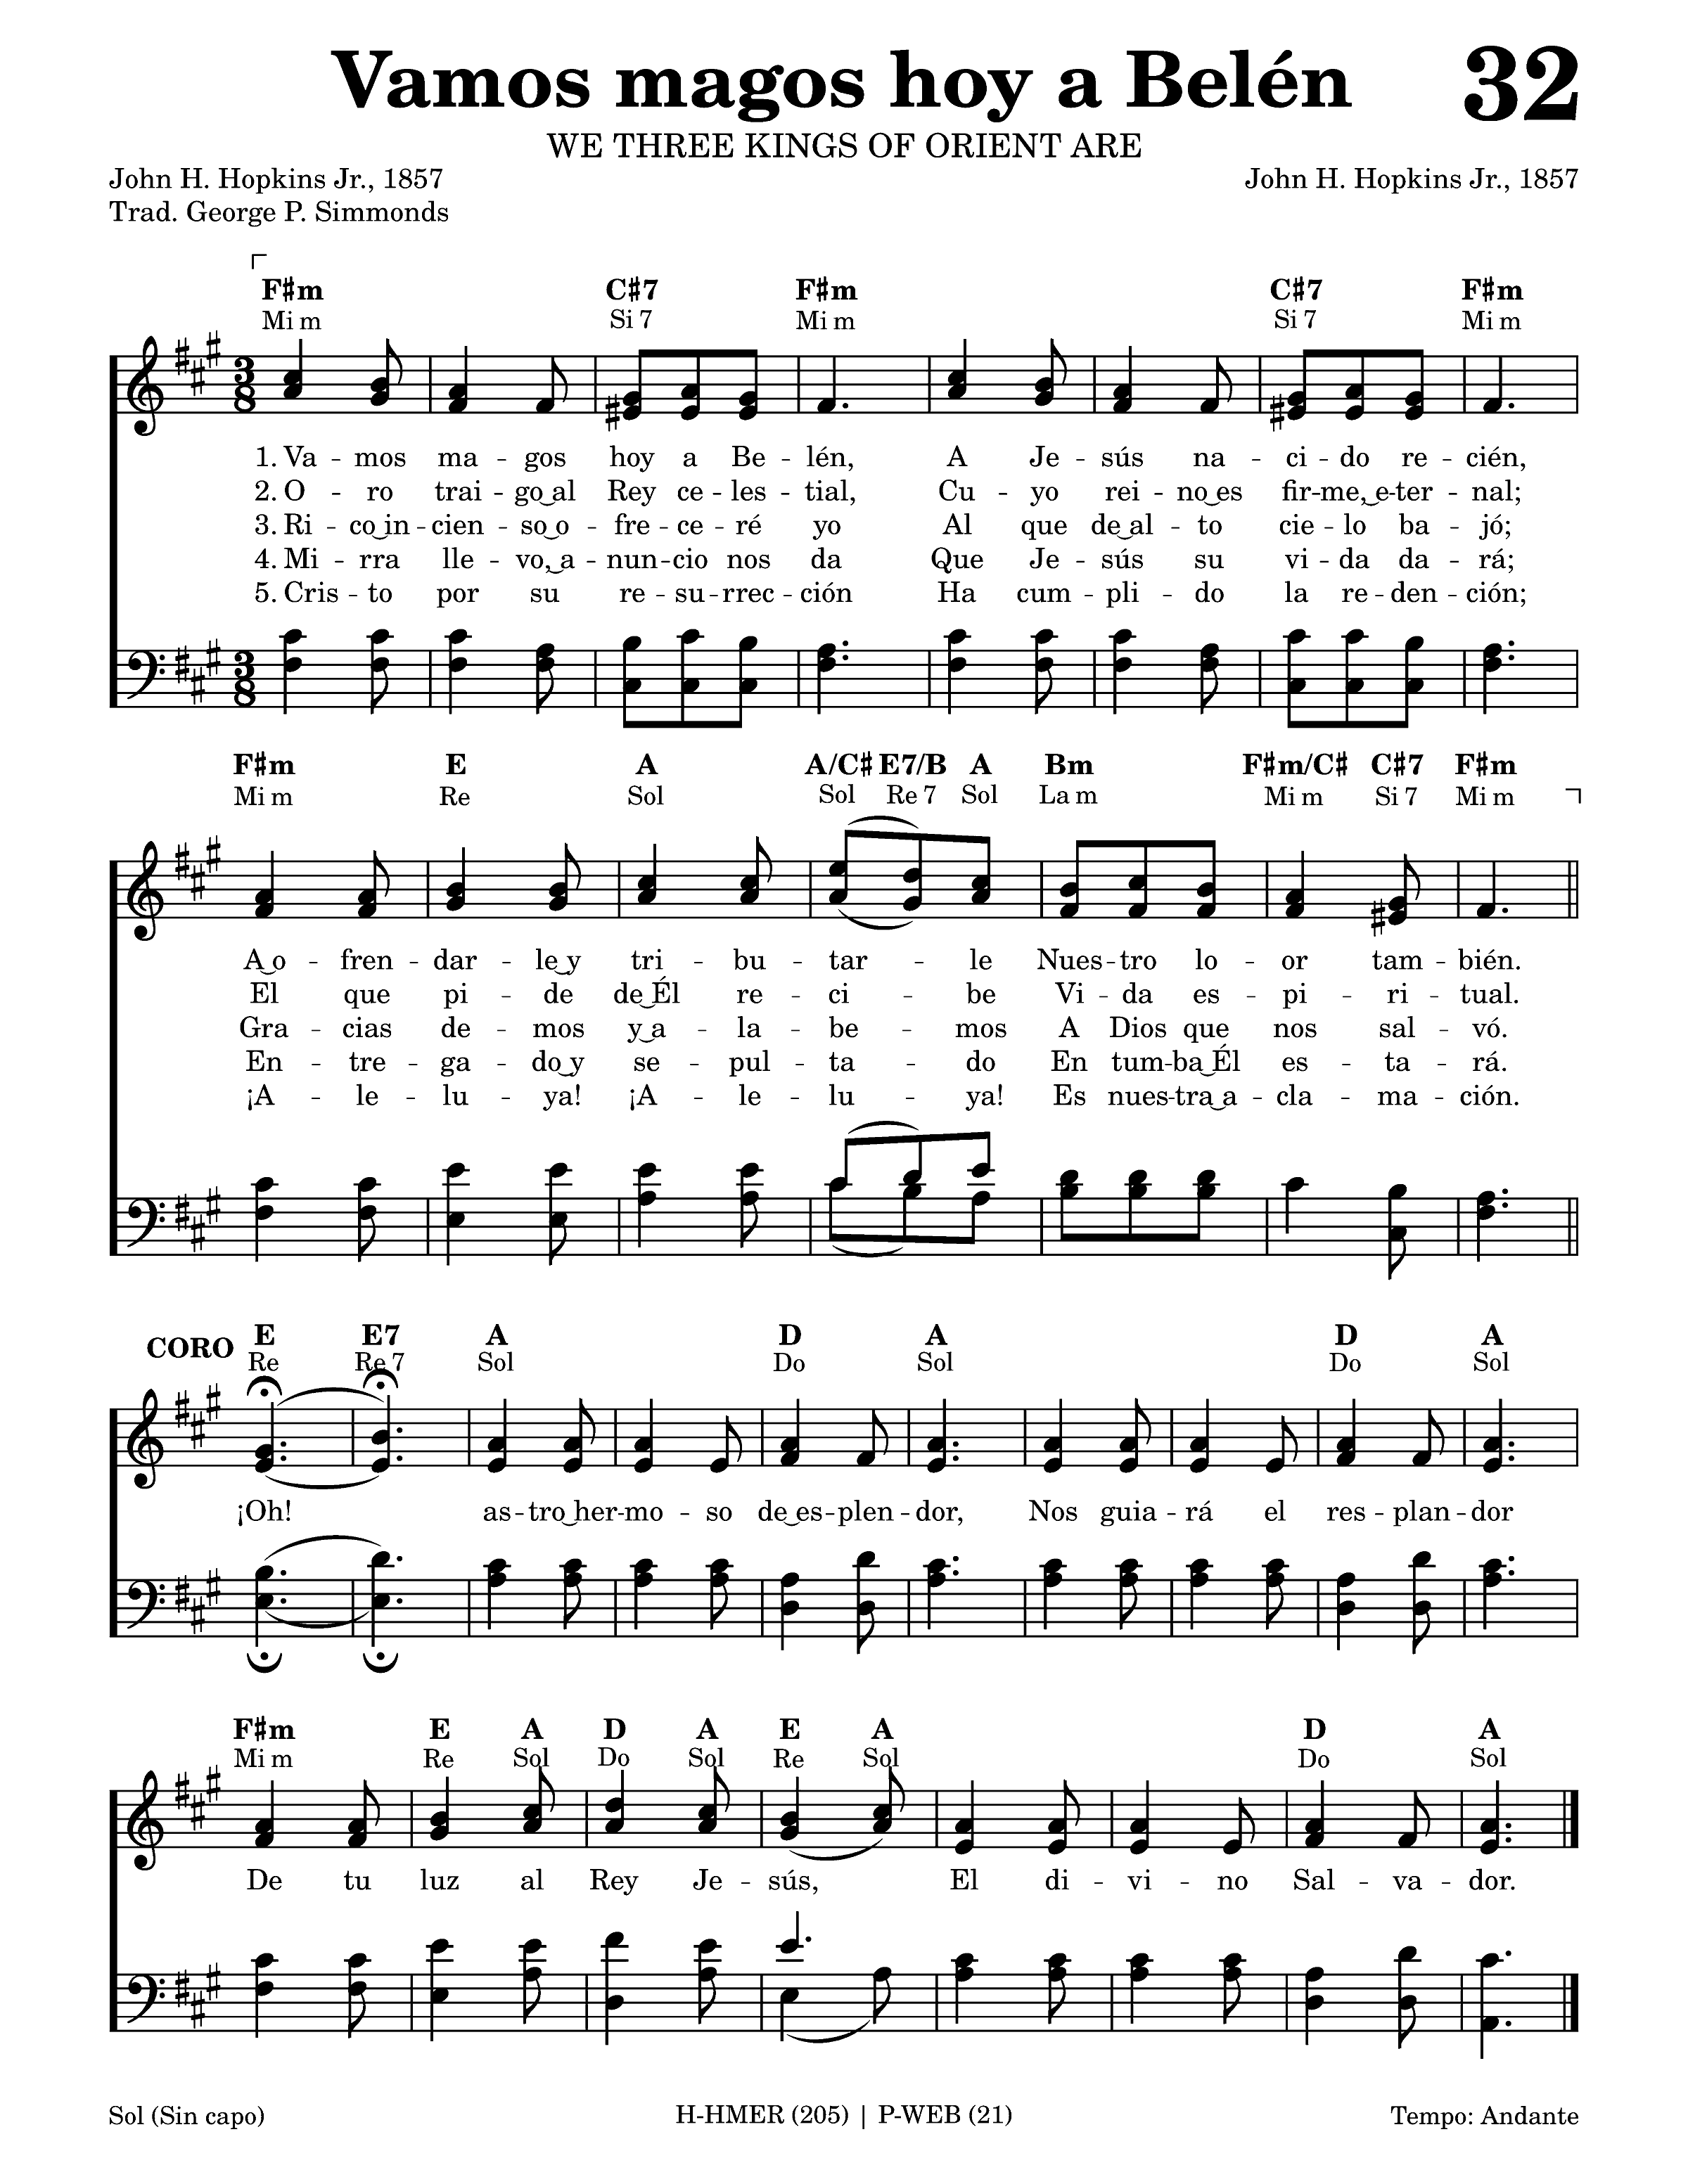 Vamos magos hoy a Belén 32
WE THREE KINGS OF ORIENT ARE
John H. Hopkins Jr., 1857 John H. Hopkins Jr., 1857
Trad. George P. Simmonds
F♯m C♯7 F♯m C♯7 F♯m
Mi m Si 7 Mi m Si 7 Mi m
3/8
1. Va -- mos ma -- gos hoy a Be -- lén, A Je -- sús na -- ci -- do re -- cién,
2. O -- ro trai -- go‿al Rey ce -- les -- tial, Cu -- yo rei -- no‿es fir -- me,‿e -- ter -- nal;
3. Ri -- co‿in -- cien -- so‿o -- fre -- ce -- ré yo Al que de‿al -- to cie -- lo ba -- jó;
4. Mi -- rra lle -- vo,‿a -- nun -- cio nos da Que Je -- sús su vi -- da da -- rá;
5. Cris -- to por su re -- su -- rrec -- ción Ha cum -- pli -- do la re -- den -- ción;
3/8
F♯m E A A/C♯ E7/B A Bm F♯m/C♯ C♯7 F♯m
Mi m Re Sol Sol Re 7 Sol La m Mi m Si 7 Mi m
A‿o -- fren -- dar -- le‿y tri -- bu -- tar -- le Nues -- tro lo -- or tam -- bién.
El que pi -- de de‿Él re -- ci -- be Vi -- da es -- pi -- ri -- tual.
Gra -- cias de -- mos y‿a -- la -- be -- mos A Dios que nos sal -- vó.
En -- tre -- ga -- do‿y se -- pul -- ta -- do En tum -- ba‿Él es -- ta -- rá.
¡A -- le -- lu -- ya! ¡A -- le -- lu -- ya! Es nues -- tra‿a -- cla -- ma -- ción.
CORO E E7 A D A D A
Re Re 7 Sol Do Sol Do Sol
¡Oh! as -- tro‿her -- mo -- so de‿es -- plen -- dor, Nos guia -- rá el res -- plan -- dor
F♯m E A D A E A D A
Mi m Re Sol Do Sol Re Sol Do Sol
De tu luz al Rey Je -- sús, El di -- vi -- no Sal -- va -- dor.
Sol (Sin capo) H-HMER (205) | P-WEB (21) Tempo: Andante